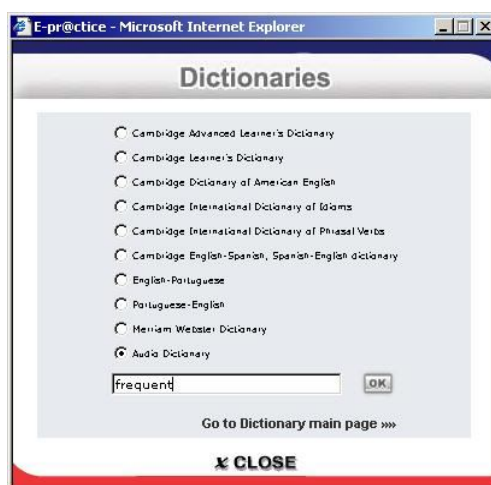 E-pr@ctice - Microsoft Internet Explorer
Dictionaries
Cambridge Advanced Learner's Dictionary
Cambridge Learner's Dictionary
Cambridge Dictionary of American English
Cambridge International Dictionary of Idioms
Cambridge International Dictionary of Phrasal Verbs
Cambridge English-Spanish, Spanish-English dictionary
English-Portuguese
Portuguese-English
Merriam Webster Dictionary
Audio Dictionary
frequent OK
Go to Dictionary main page »»
x CLOSE